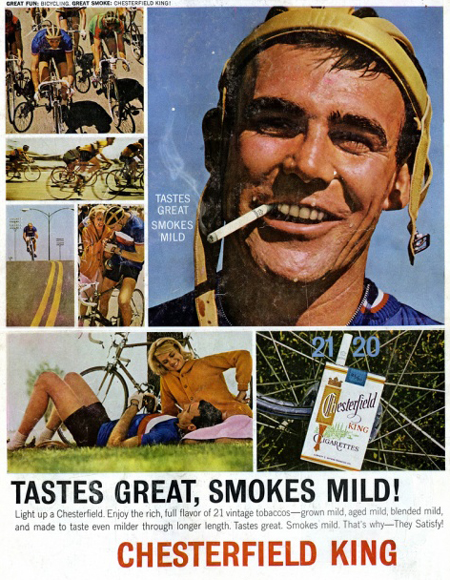 GREAT FUN: BICYCLING. GREAT SMOKE: CHESTERFIELD KING!
TASTES
GREAT
SMOKES
MILD
21 20
Chesterfield
KING
CIGARETTES
TASTES GREAT, SMOKES MILD!
Light up a Chesterfield. Enjoy the rich, full flavor of 21 vintage tobaccos—grown mild, aged mild, blended mild,
and made to taste even milder through longer length. Tastes great. Smokes mild. That's why—They Satisfy!
CHESTERFIELD KING